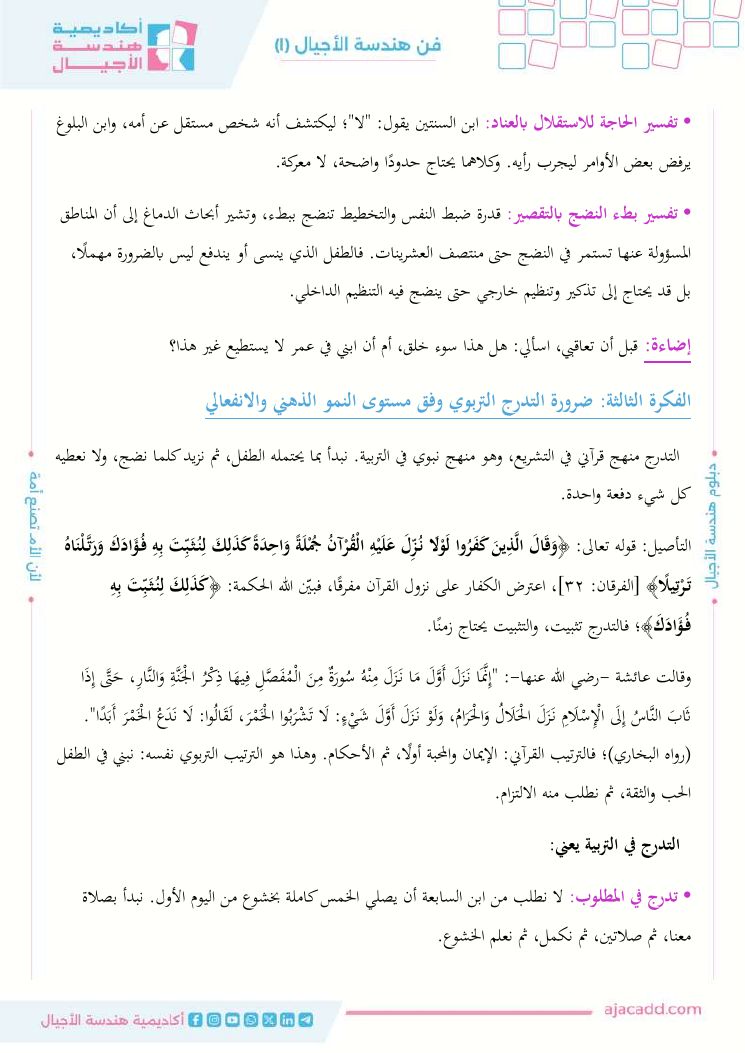 أكاديمية
هندسة
الأجيال
فن هندسة الأجيال (١)
• تفسير الحاجة للاستقلال بالعناد: ابن السنتين يقول: "لا"؛ ليكتشف أنه شخص مستقل عن أمه، وابن البلوغ
يرفض بعض الأوامر ليجرب رأيه. وكلاهما يحتاج حدودًا واضحة، لا معركة.
• تفسير بطء النضج بالتقصير: قدرة ضبط النفس والتخطيط تنضج ببطء، وتشير أبحاث الدماغ إلى أن المناطق
المسؤولة عنها تستمر في النضج حتى منتصف العشرينات. فالطفل الذي ينسى أو يندفع ليس بالضرورة مهملًا،
بل قد يحتاج إلى تذكير وتنظيم خارجي حتى ينضج فيه التنظيم الداخلي.
إضاءة: قبل أن تعاقبي، اسألي: هل هذا سوء خلق، أم أن ابني في عمر لا يستطيع غير هذا؟
الفكرة الثالثة: ضرورة التدرج التربوي وفق مستوى النمو الذهني والانفعالي
التدرج منهج قرآني في التشريع، وهو منهج نبوي في التربية. نبدأ بما يحتمله الطفل، ثم نزيد كلما نضج، ولا نعطيه
كل شيء دفعة واحدة.
التأصيل: قوله تعالى: ﴿وَقَالَ الَّذِينَ كَفَرُوا لَوْلَا نُزِّلَ عَلَيْهِ الْقُرْآنُ جُمْلَةً وَاحِدَةً كَذَلِكَ لِنُثَبِّتَ بِهِ فُؤَادَكَ وَرَتَّلْنَاهُ
تَرْتِيلًا﴾ [الفرقان: ٣٢]، اعترض الكفار على نزول القرآن مفرقًا، فبيّن الله الحكمة: ﴿كَذَلِكَ لِنُثَبِّتَ بِهِ
فُؤَادَكَ﴾؛ فالتدرج تثبيت، والتثبيت يحتاج زمنًا.
وقالت عائشة -رضي الله عنها-: "إِنَّمَا نَزَلَ أَوَّلَ مَا نَزَلَ مِنْهُ سُورَةٌ مِنَ الْمُفَصَّلِ فِيهَا ذِكْرُ الْجَنَّةِ وَالنَّارِ، حَتَّى إِذَا
ثَابَ النَّاسُ إِلَى الْإِسْلَامِ نَزَلَ الْحَلَالُ وَالْحَرَامُ، وَلَوْ نَزَلَ أَوَّلَ شَيْءٍ: لَا تَشْرَبُوا الْخَمْرَ، لَقَالُوا: لَا نَدَعُ الْخَمْرَ أَبَدًا".
(رواه البخاري)؛ فالترتيب القرآني: الإيمان والمحبة أولًا، ثم الأحكام. وهذا هو الترتيب التربوي نفسه: نبني في الطفل
الحب والثقة، ثم نطلب منه الالتزام.
التدرج في التربية يعني:
• تدرج في المطلوب: لا نطلب من ابن السابعة أن يصلي الخمس كاملة بخشوع من اليوم الأول. نبدأ بصلاة
معنا، ثم صلاتين، ثم نكمل، ثم نعلم الخشوع.
دبلوم هندسة الأجيال
لأن الأم تصنع أمة
ajacadd.com
أكاديمية هندسة الأجيال